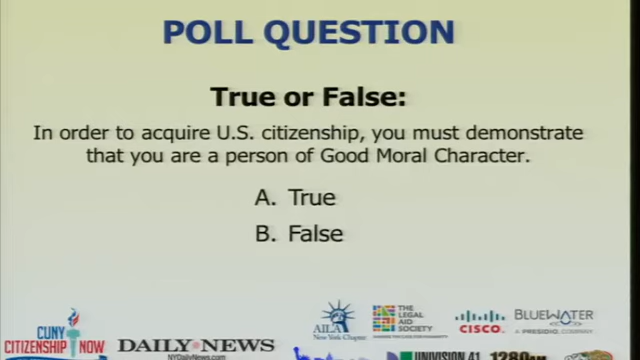 POLL QUESTION
True or False:
In order to acquire U.S. citizenship, you must demonstrate
that you are a person of Good Moral Character.
A. True
B. False
CUNY
CITIZENSHIP NOW
DAILY NEWS
NYDailyNews.com
AILA
New York Chapter
THE
LEGAL
AID
SOCIETY
CISCO
BLUEWATER
A PRESIDIO COMPANY
UNIVISION 41
1280